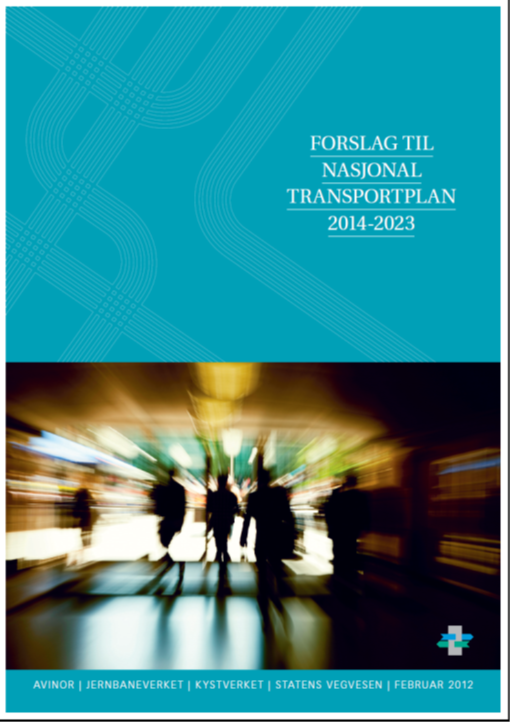 FORSLAG TIL
NASJONAL
TRANSPORTPLAN
2014-2023
AVINOR | JERNBANEVERKET | KYSTVERKET | STATENS VEGVESEN | FEBRUAR 2012